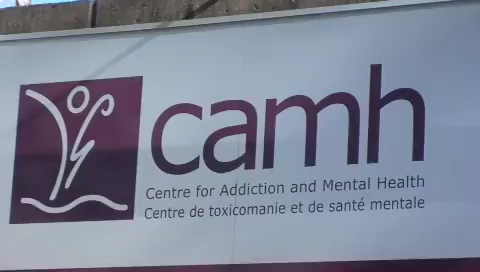 camh
Centre for Addiction and Mental Health
Centre de toxicomanie et de santé mentale